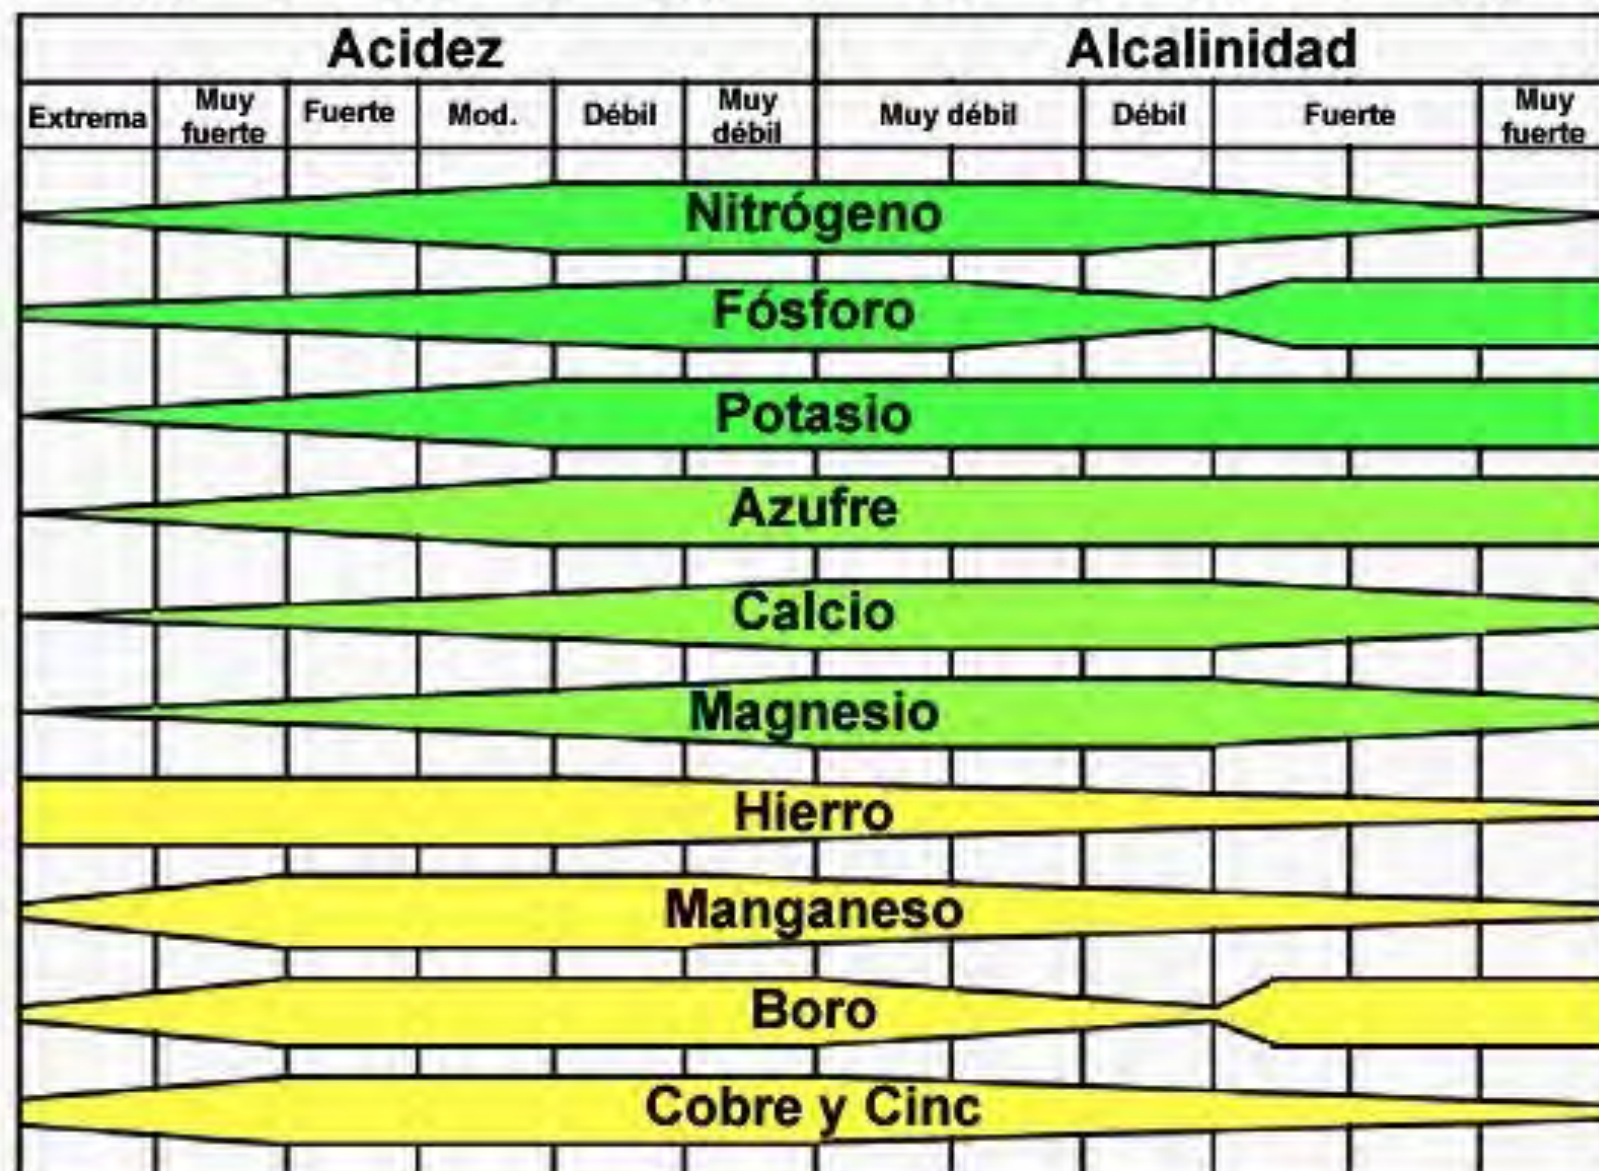 Acidez Alcalinidad
Extrema Muy fuerte Fuerte Mod. Débil Muy débil Muy débil Débil Fuerte Muy fuerte
Nitrógeno
Fósforo
Potasio
Azufre
Calcio
Magnesio
Hierro
Manganeso
Boro
Cobre y Cinc